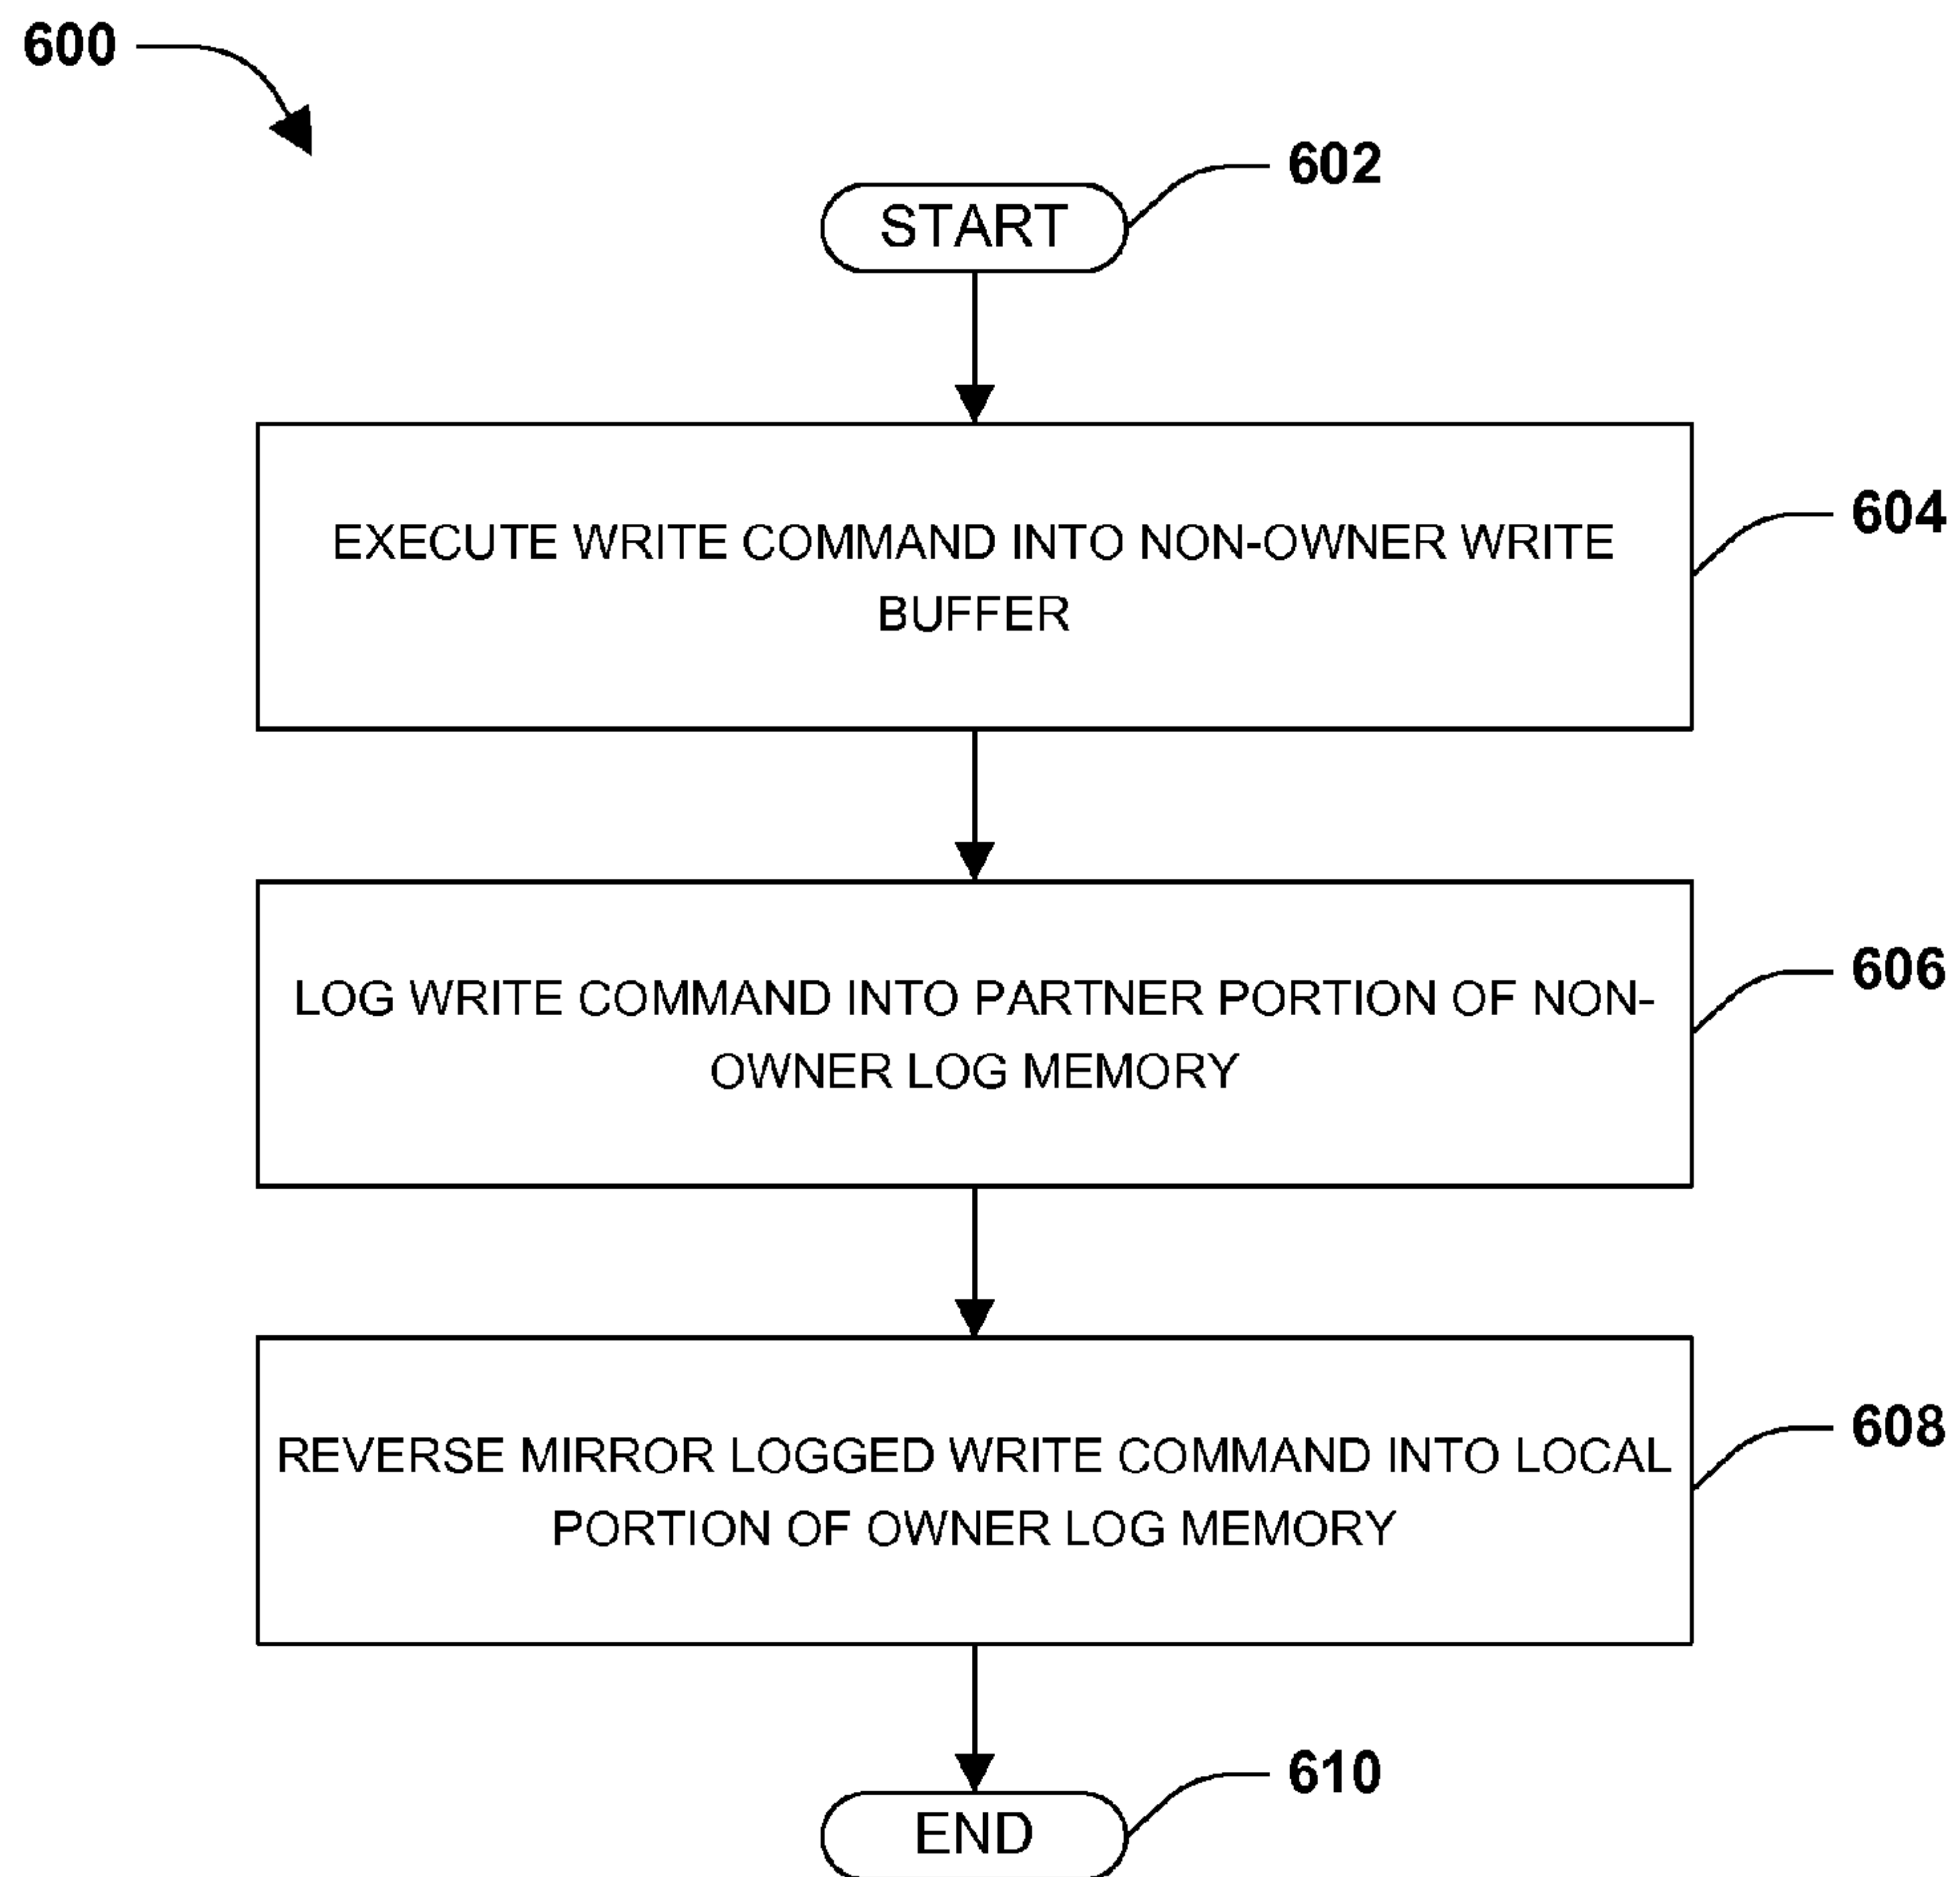 600
602
START
604
EXECUTE WRITE COMMAND INTO NON-OWNER WRITE
BUFFER
606
LOG WRITE COMMAND INTO PARTNER PORTION OF NON-
OWNER LOG MEMORY
608
REVERSE MIRROR LOGGED WRITE COMMAND INTO LOCAL
PORTION OF OWNER LOG MEMORY
610
END